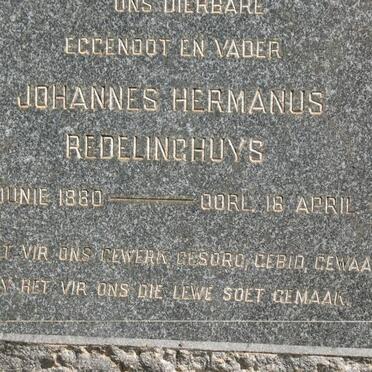 ONS DIERBARE
EGGENOOT EN VADER
JOHANNES HERMANUS
REDELINGHUYS
JUNIE 1880 — OORL. 16 APRIL
VIR ONS GEWERK, GESORG, GEBID, GEWAA
HET VIR ONS DIE LEWE SOET GEMAAK.